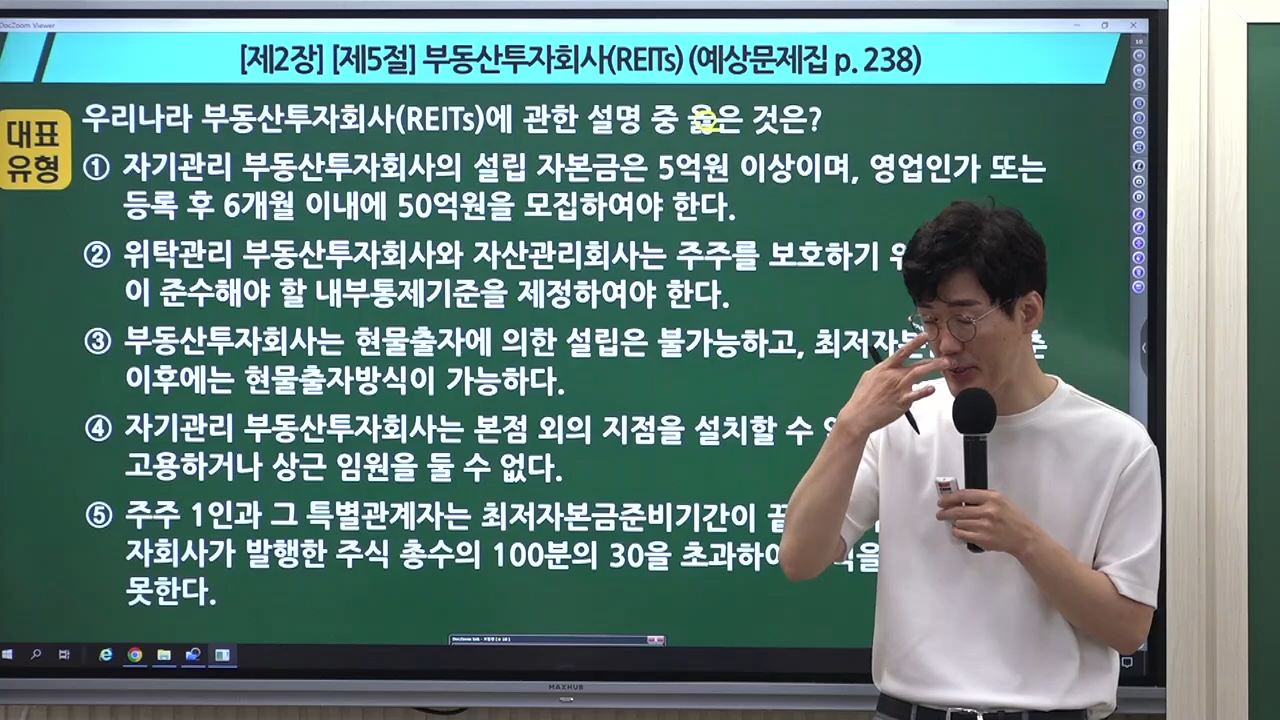 DocZoom Viewer
[제2장] [제5절] 부동산투자회사(REITs) (예상문제집 p. 238)
대표
유형
우리나라 부동산투자회사(REITs)에 관한 설명 중 옳은 것은?
① 자기관리 부동산투자회사의 설립 자본금은 5억원 이상이며, 영업인가 또는
등록 후 6개월 이내에 50억원을 모집하여야 한다.
② 위탁관리 부동산투자회사와 자산관리회사는 주주를 보호하기
이 준수해야 할 내부통제기준을 제정하여야 한다.
③ 부동산투자회사는 현물출자에 의한 설립은 불가능하고,
이후에는 현물출자방식이 가능하다.
④ 자기관리 부동산투자회사는 본점 외의 지점을 설치할 수
고용하거나 상근 임원을 둘 수 없다.
⑤ 주주 1인과 그 특별관계자는 최저자본금준비기간이
자회사가 발행한 주식 총수의 100분의 30을
못한다.
MAXHUB